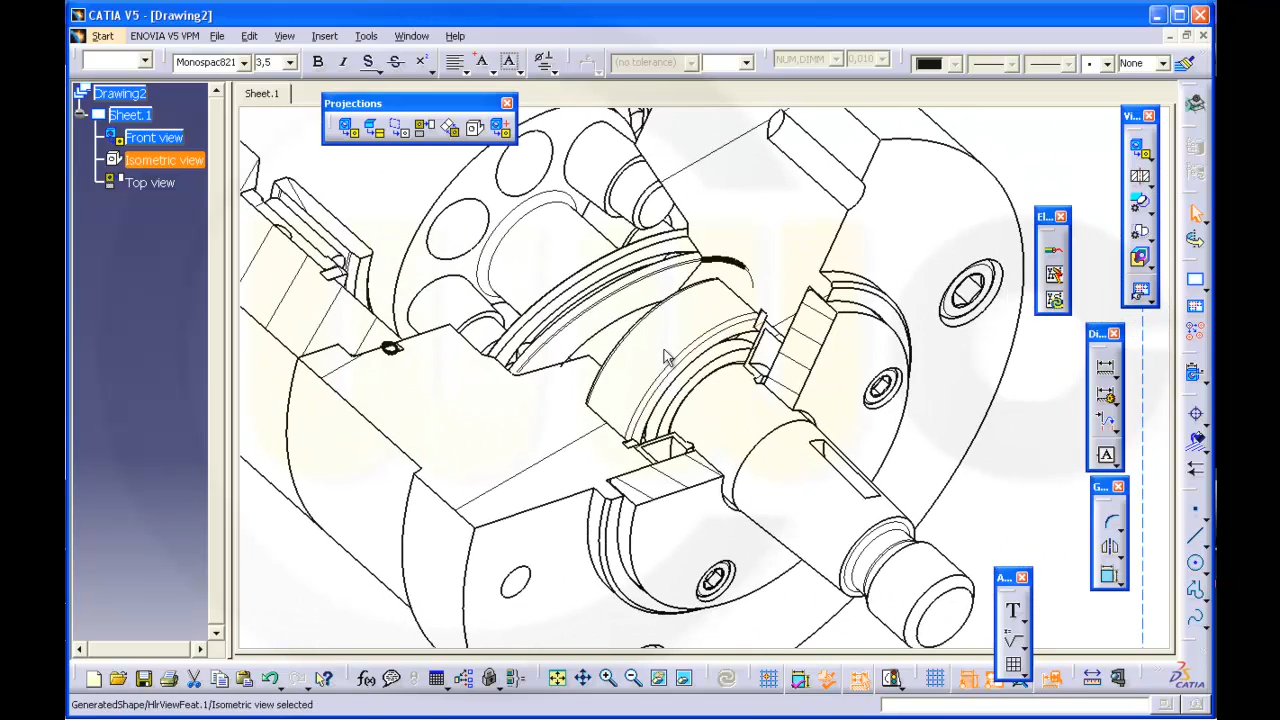 CATIA V5 - [Drawing2]
Start ENOVIA V5 VPM File Edit View Insert Tools Window Help
Monospac821 3,5 B I S S (no tolerance) NUM,DIMM 0,010 None
Drawing2
Sheet.1
Front view
Isometric view
Top view
Sheet.1
Projections
Vi...
El...
Di...
G...
A...
T
CATIA
GeneratedShape/HlrViewFeat.1/Isometric view selected